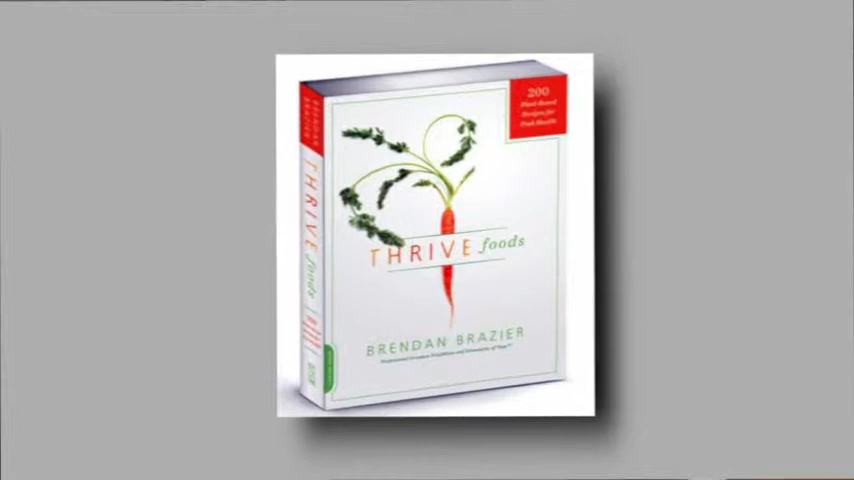 200
Plant-Based
Recipes for
Peak Health
THRIVE foods
BRENDAN BRAZIER
BRENDAN BRAZIER
THRIVE foods